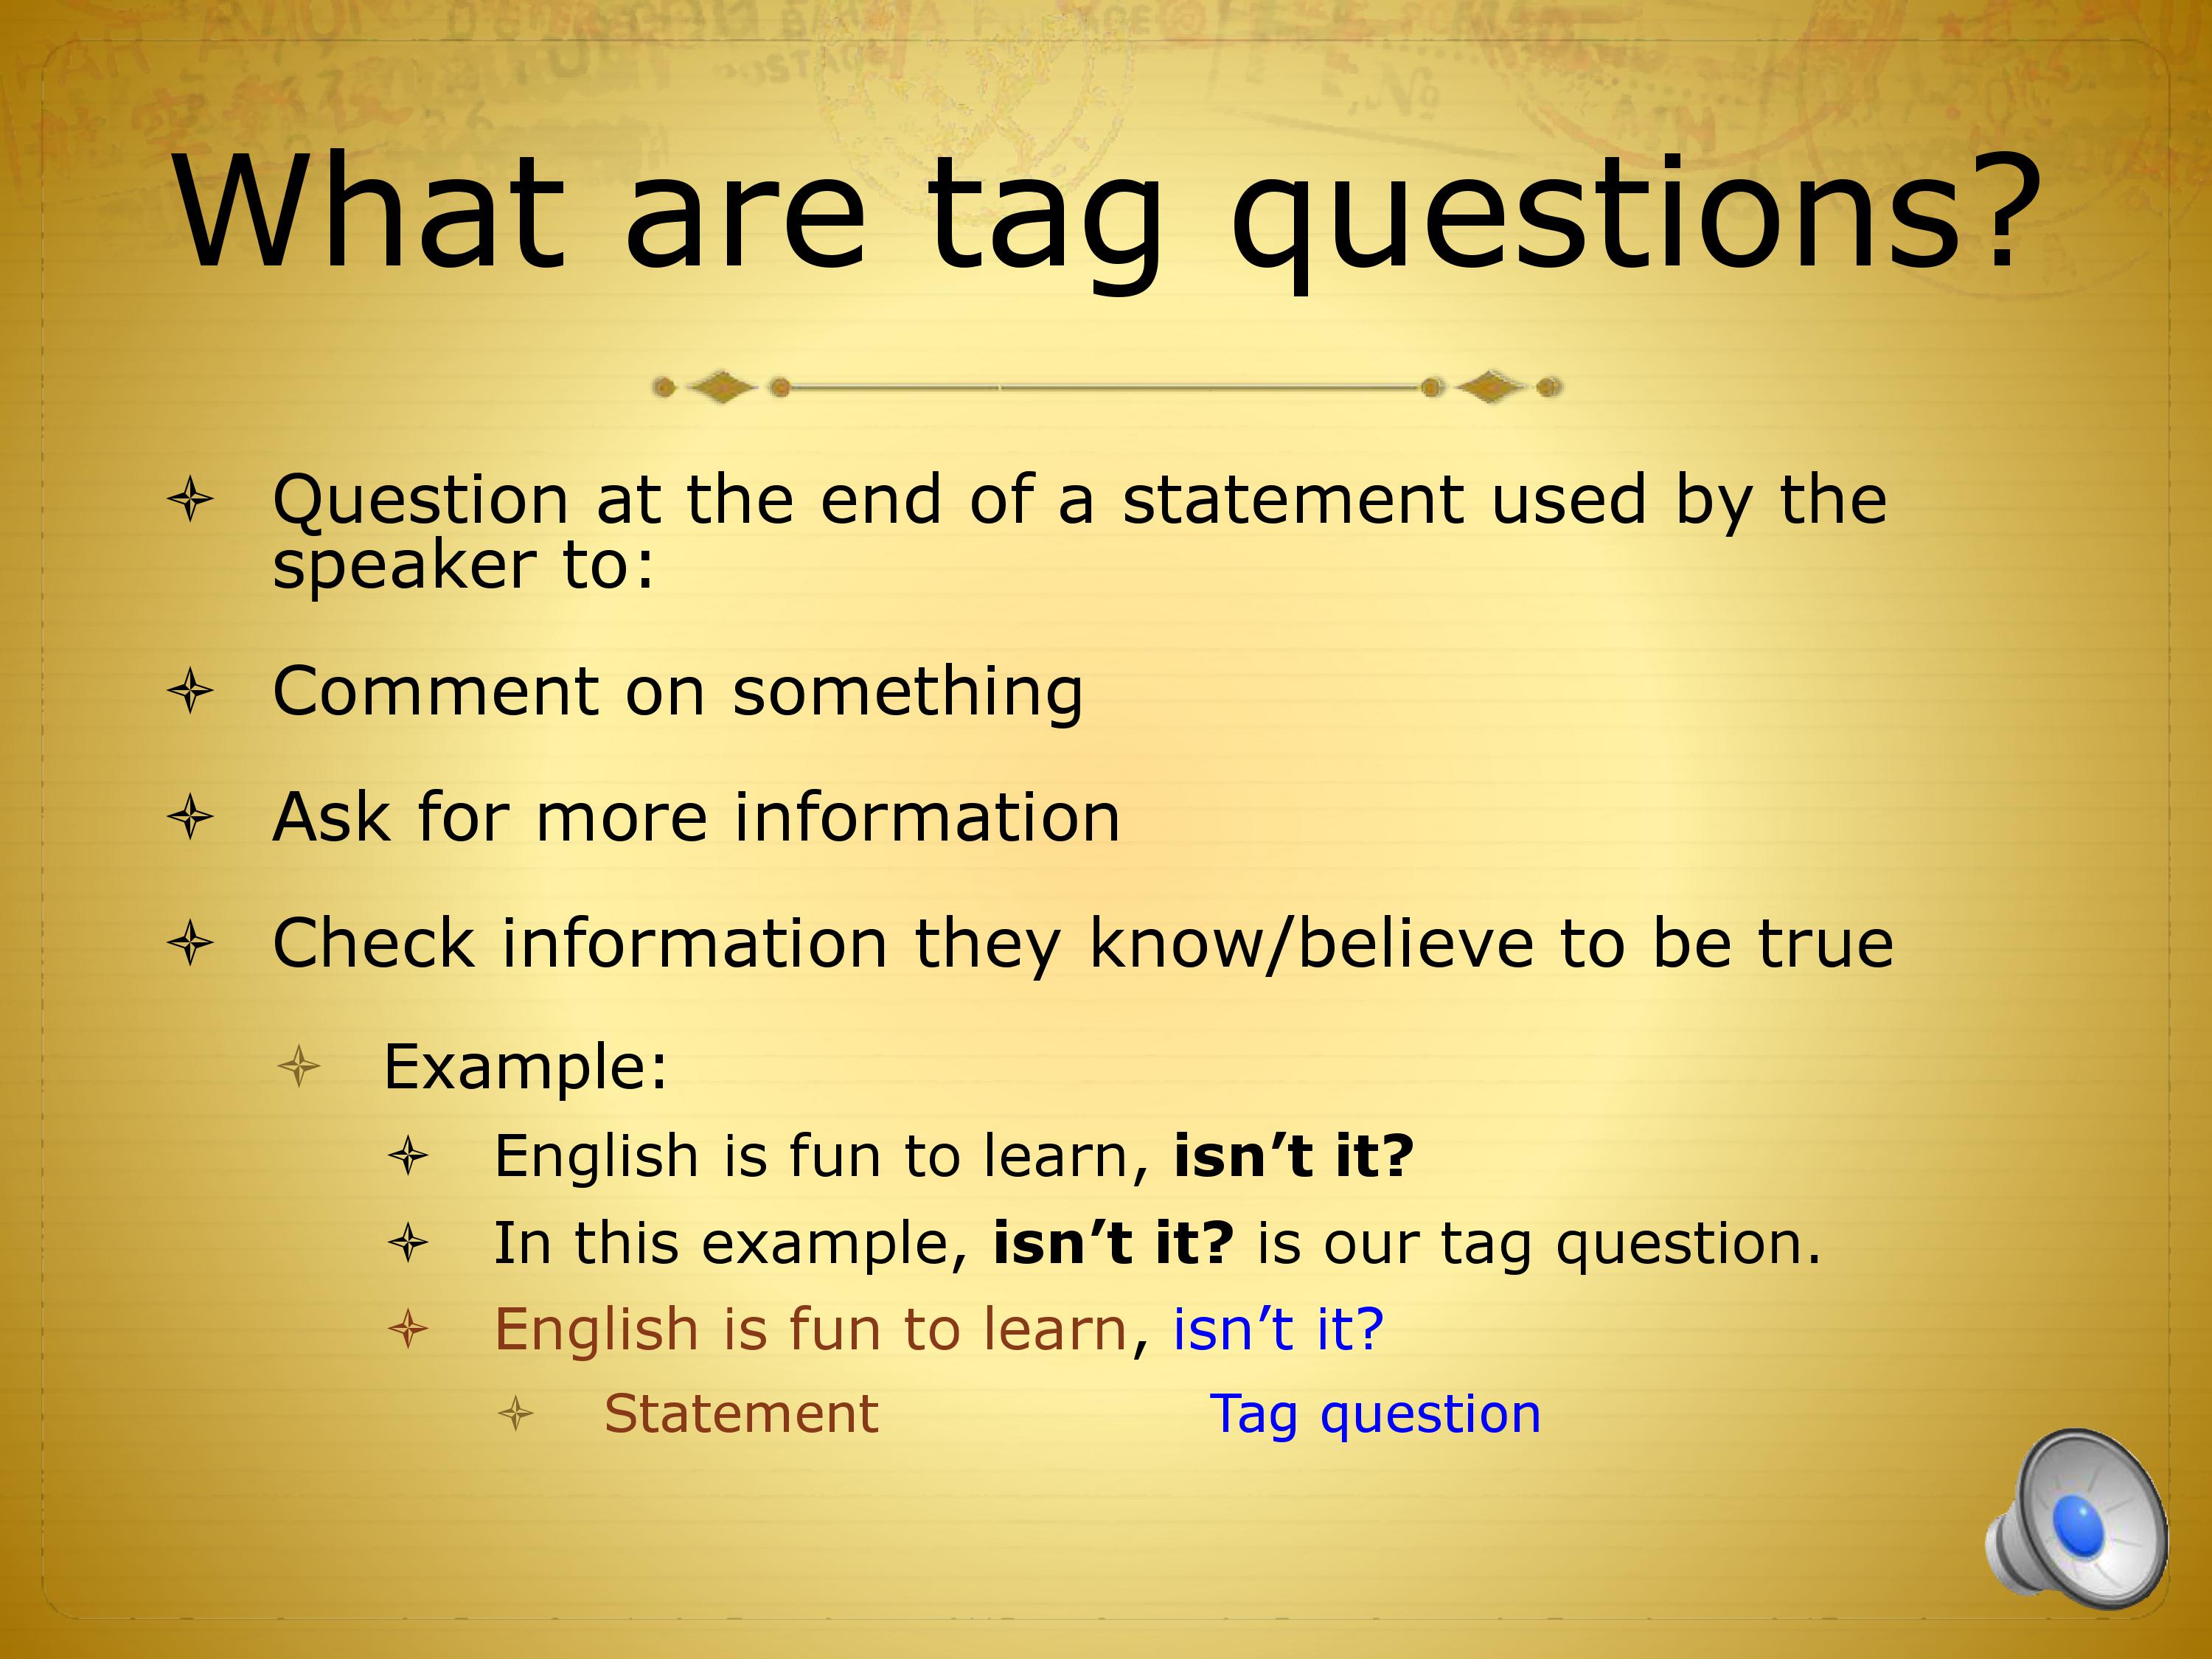 What are tag questions?
Question at the end of a statement used by the
speaker to:
Comment on something
Ask for more information
Check information they know/believe to be true
Example:
English is fun to learn, isn’t it?
In this example, isn’t it? is our tag question.
English is fun to learn, isn’t it?
Statement Tag question